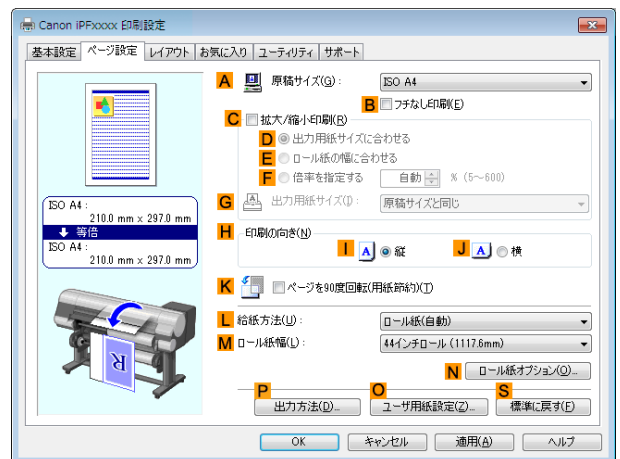 Canon iPFxxxx 印刷設定
基本設定 ページ設定 レイアウト お気に入り ユーティリティ サポート
A 原稿サイズ(G): ISO A4
B フチなし印刷(E)
C 拡大/縮小印刷(R)
D 出力用紙サイズに合わせる
E ロール紙の幅に合わせる
F 倍率を指定する 自動 % (5～600)
G A 出力用紙サイズ(I): 原稿サイズと同じ
ISO A4:
210.0 mm x 297.0 mm
等倍
ISO A4:
210.0 mm x 297.0 mm
H 印刷の向き(N)
I A 縦 J A 横
K ページを90度回転(用紙節約)(T)
L 給紙方法(U): ロール紙(自動)
M ロール紙幅(L): 44インチロール (1117.6mm)
R
N ロール紙オプション(O)...
P O S
出力方法(D)... ユーザ用紙設定(Z)... 標準に戻す(F)
OK キャンセル 適用(A) ヘルプ